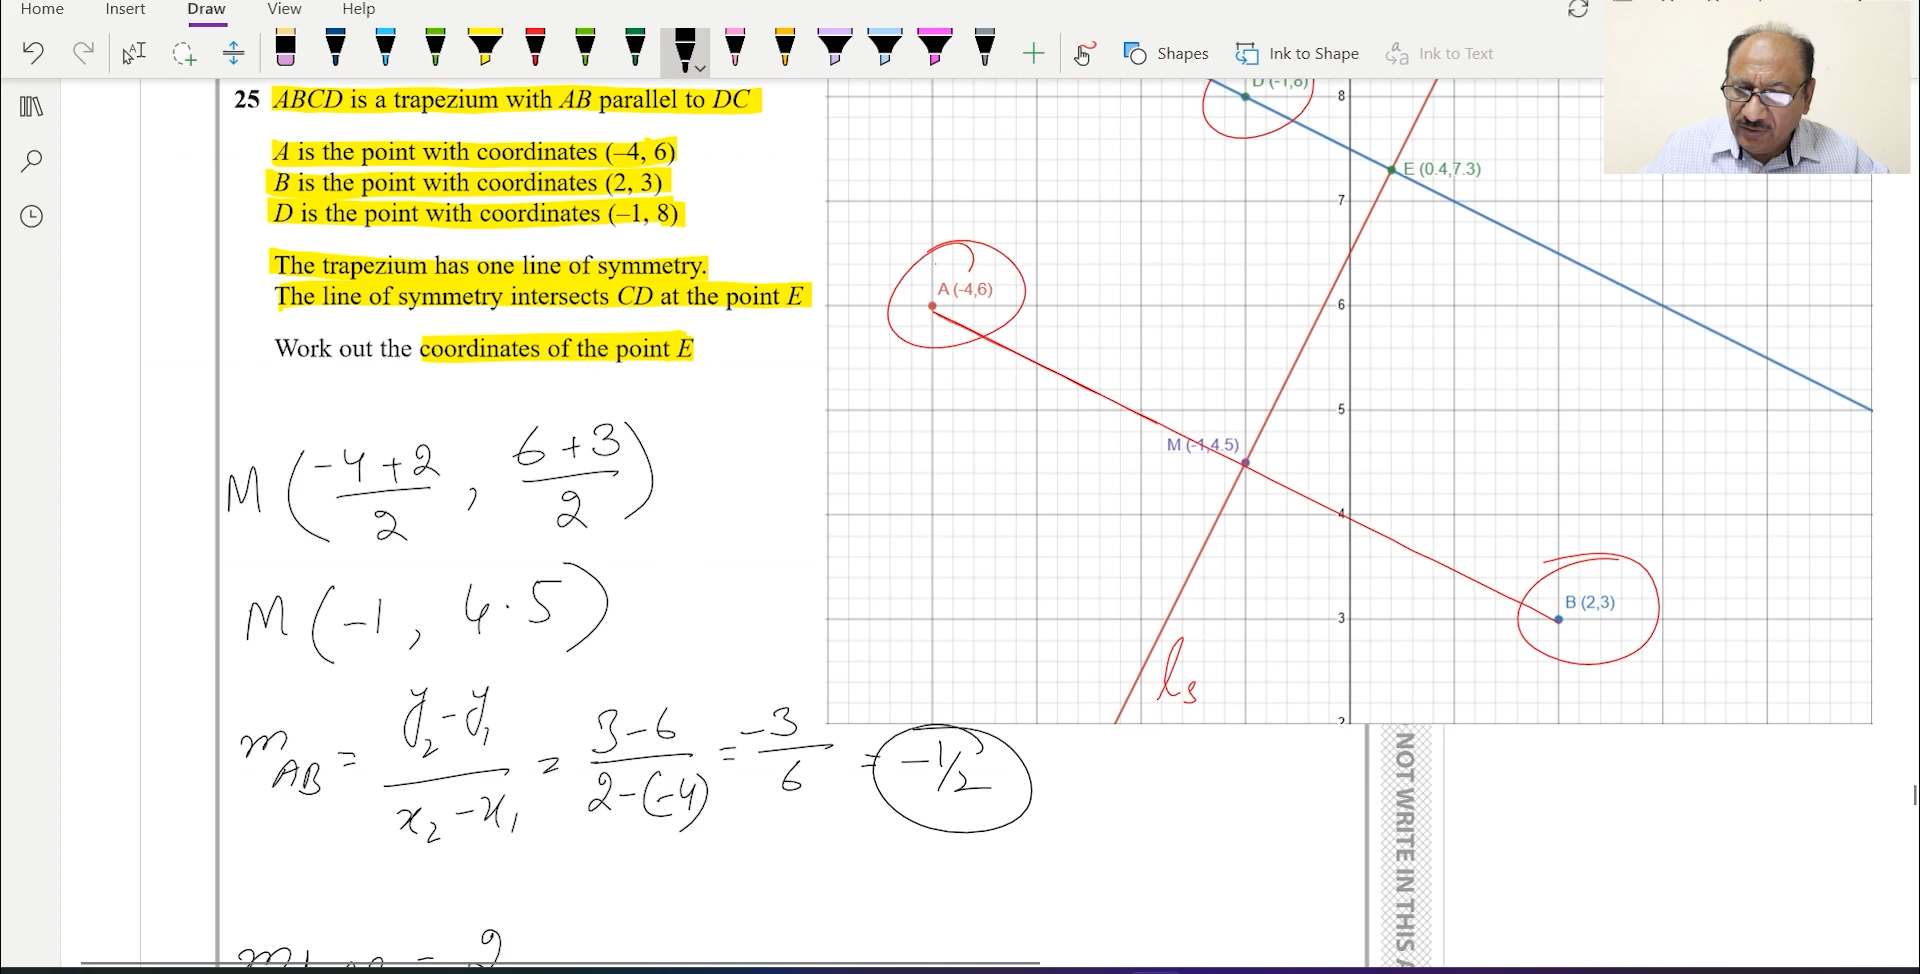 Home Insert Draw View Help
Shapes Ink to Shape Ink to Text
25 ABCD is a trapezium with AB parallel to DC
A is the point with coordinates (–4, 6)
B is the point with coordinates (2, 3)
D is the point with coordinates (–1, 8)
The trapezium has one line of symmetry.
The line of symmetry intersects CD at the point E
Work out the coordinates of the point E
M (-4+2/2 , 6+3/2)
M (-1, 4.5)
m AB = y₂-y₁/x₂-x₁ = 3-6/2-(-4) = -3/6 = -1/2
= 2
D (-1,8)
8
E (0.4,7.3)
7
A (-4,6)
6
5
M (-1,4.5)
4
B (2,3)
3
ls
2
NOT WRITE IN THIS A